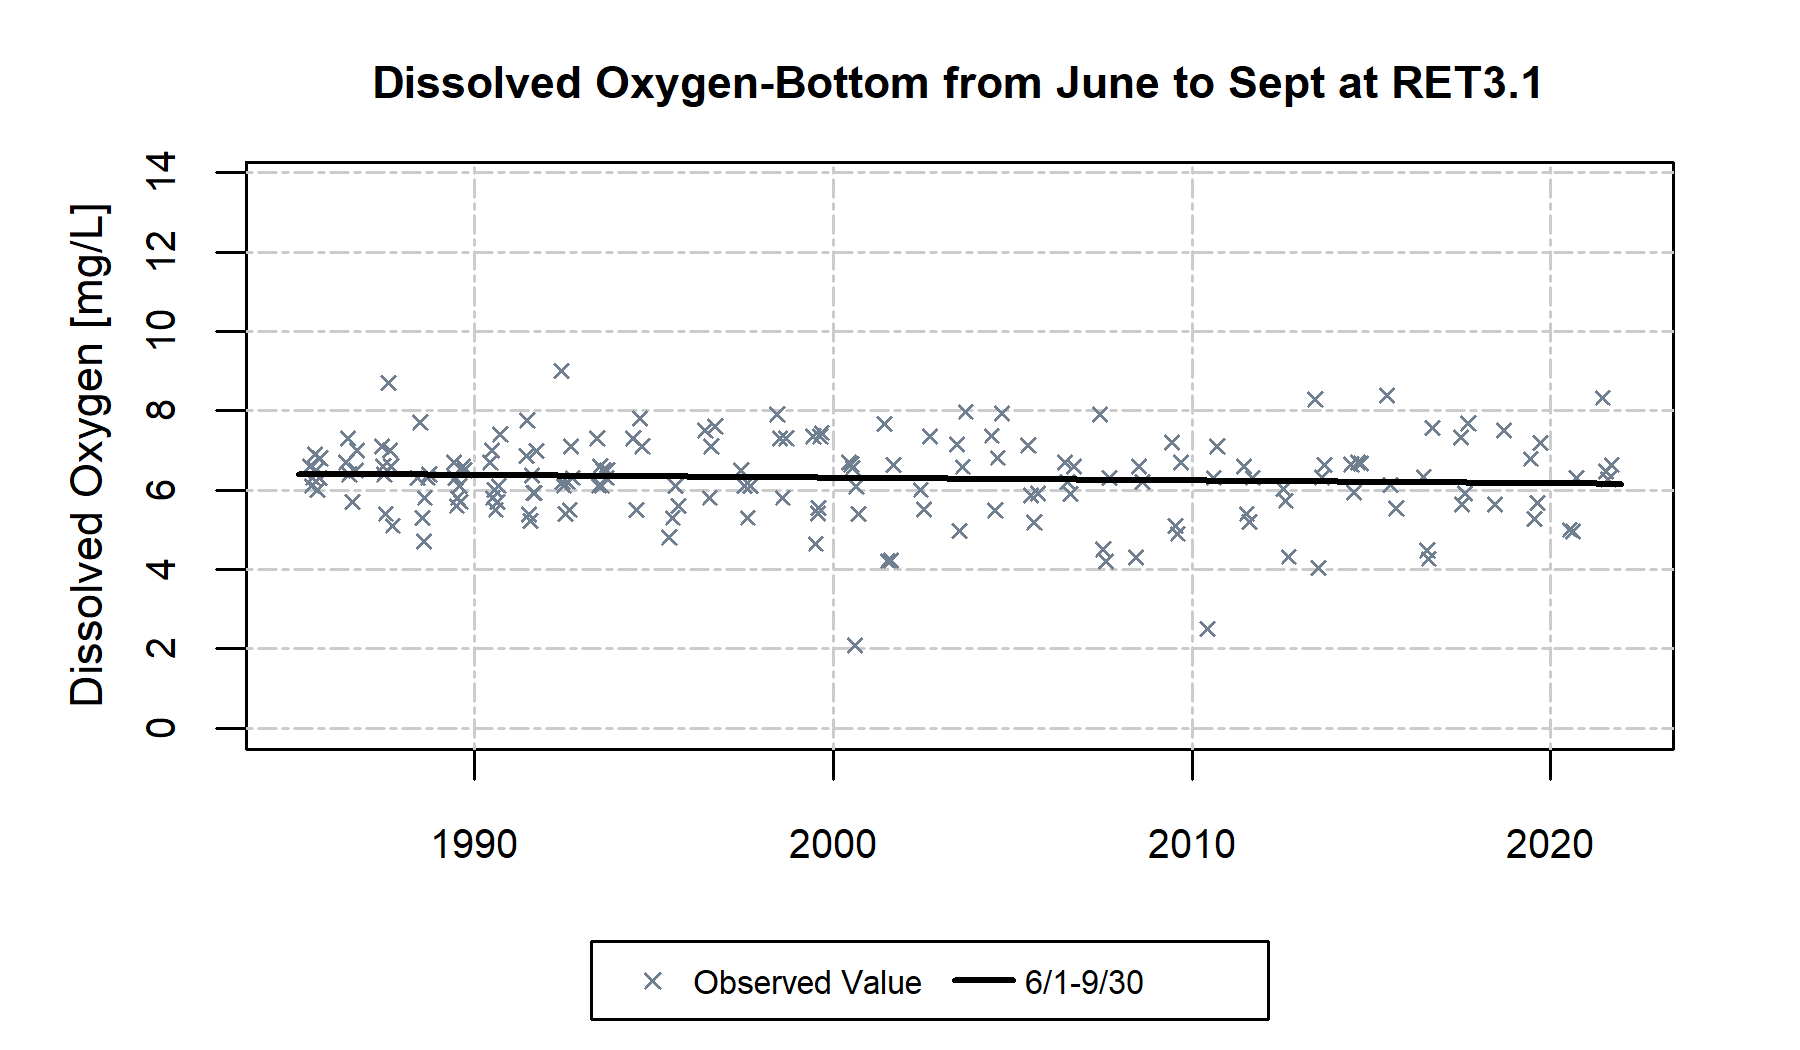 Dissolved Oxygen-Bottom from June to Sept at RET3.1
Dissolved Oxygen [mg/L]
14
12
10
8
6
4
2
0
1990 2000 2010 2020
Observed Value 6/1-9/30